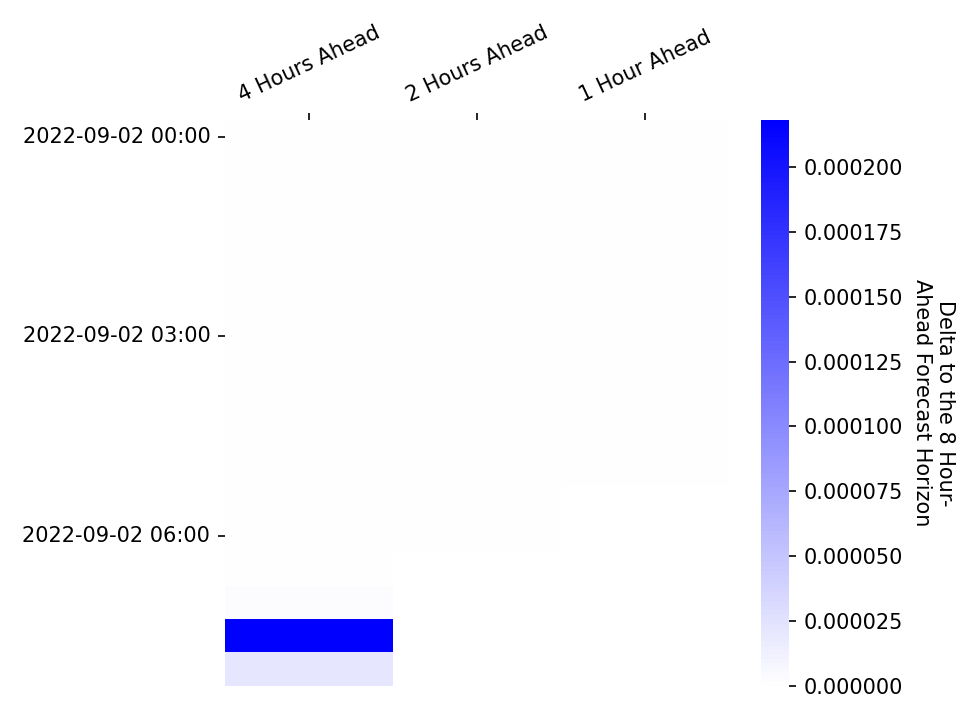 4 Hours Ahead
2 Hours Ahead
1 Hour Ahead
2022-09-02 00:00
2022-09-02 03:00
2022-09-02 06:00
0.000200
0.000175
0.000150
0.000125
0.000100
0.000075
0.000050
0.000025
0.000000
Delta to the 8 Hour-
Ahead Forecast Horizon